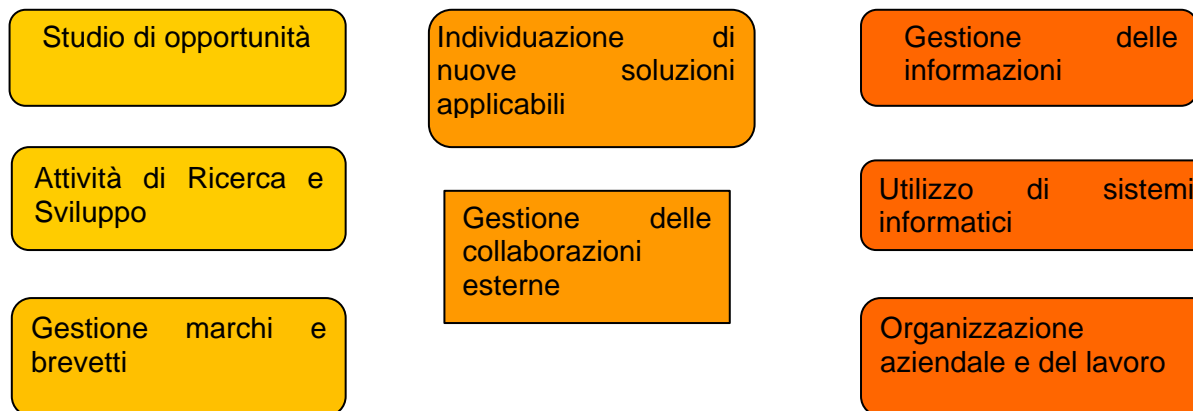 Studio di opportunità
Attività di Ricerca e
Sviluppo
Gestione marchi e
brevetti
Individuazione di
nuove soluzioni
applicabili
Gestione delle
collaborazioni
esterne
Gestione delle
informazioni
Utilizzo di sistemi
informatici
Organizzazione
aziendale e del lavoro